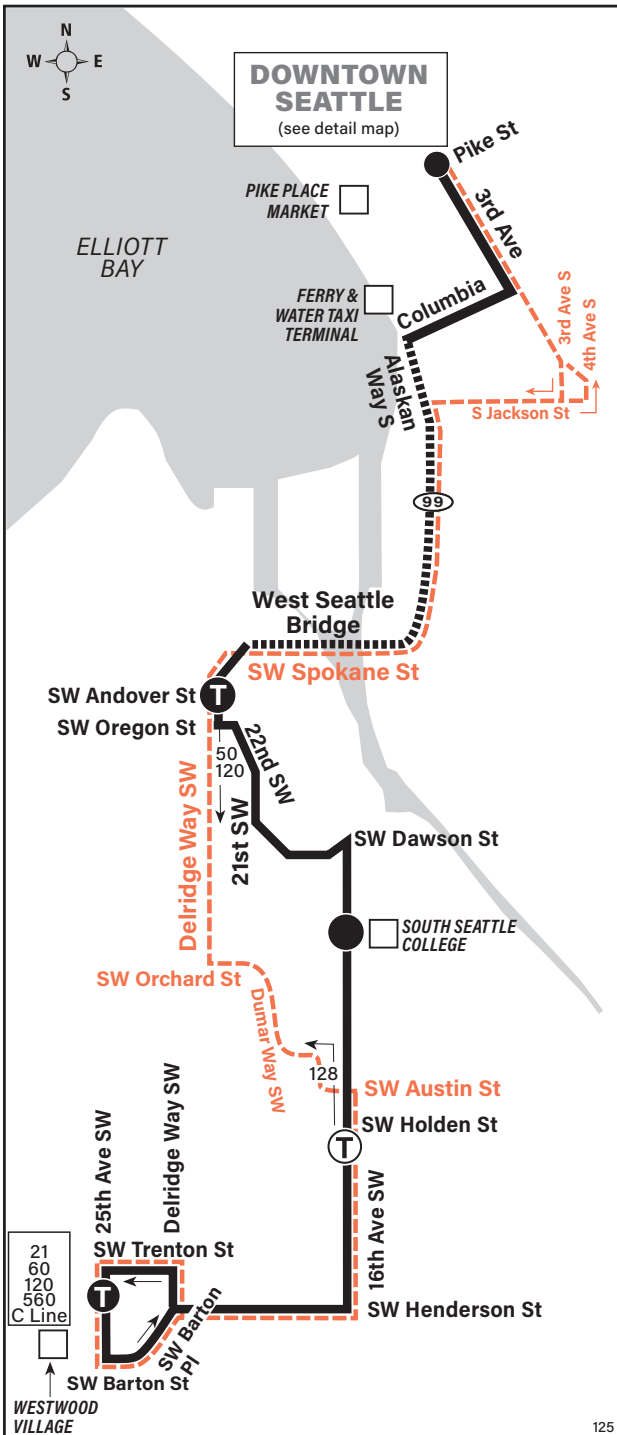 N
W E
S
DOWNTOWN
SEATTLE
(see detail map)
Pike St
PIKE PLACE
MARKET
3rd Ave
ELLIOTT
BAY
FERRY &
WATER TAXI
TERMINAL
Columbia
3rd Ave S
4th Ave S
Alaskan
Way S
S Jackson St
99
West Seattle
Bridge
SW Spokane St
SW Andover St
T
SW Oregon St
22nd SW
50
120
Delridge Way SW
21st SW
SW Dawson St
SOUTH SEATTLE
COLLEGE
SW Orchard St
Dumar Way SW
128
SW Austin St
SW Holden St
T
Delridge Way SW
25th Ave SW
16th Ave SW
SW Trenton St
21
60
120
560
C Line
T
SW Henderson St
SW Barton
Pl
SW Barton St
WESTWOOD
VILLAGE
125